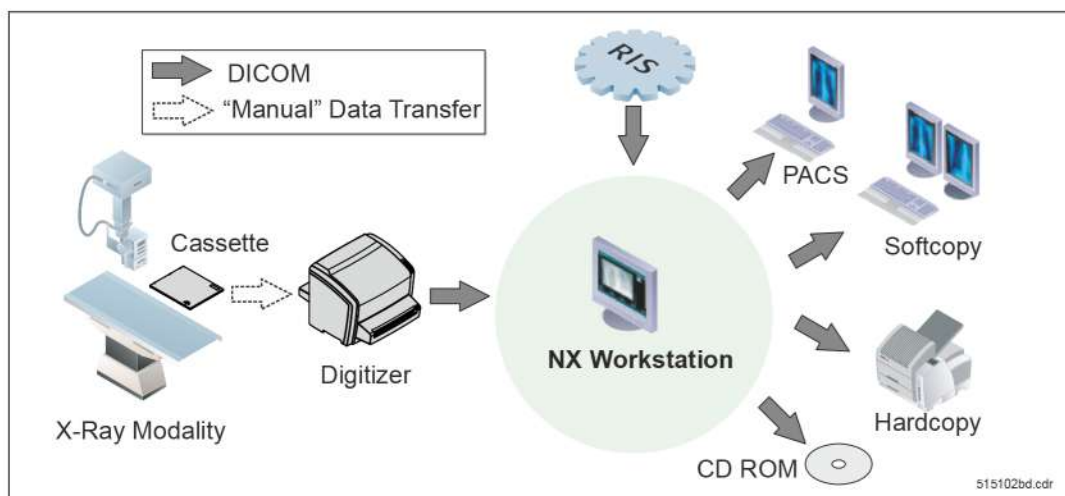 DICOM
“Manual” Data Transfer
RIS
PACS
Softcopy
Cassette
Digitizer
NX Workstation
X-Ray Modality
Hardcopy
CD ROM
515102bd.cdr